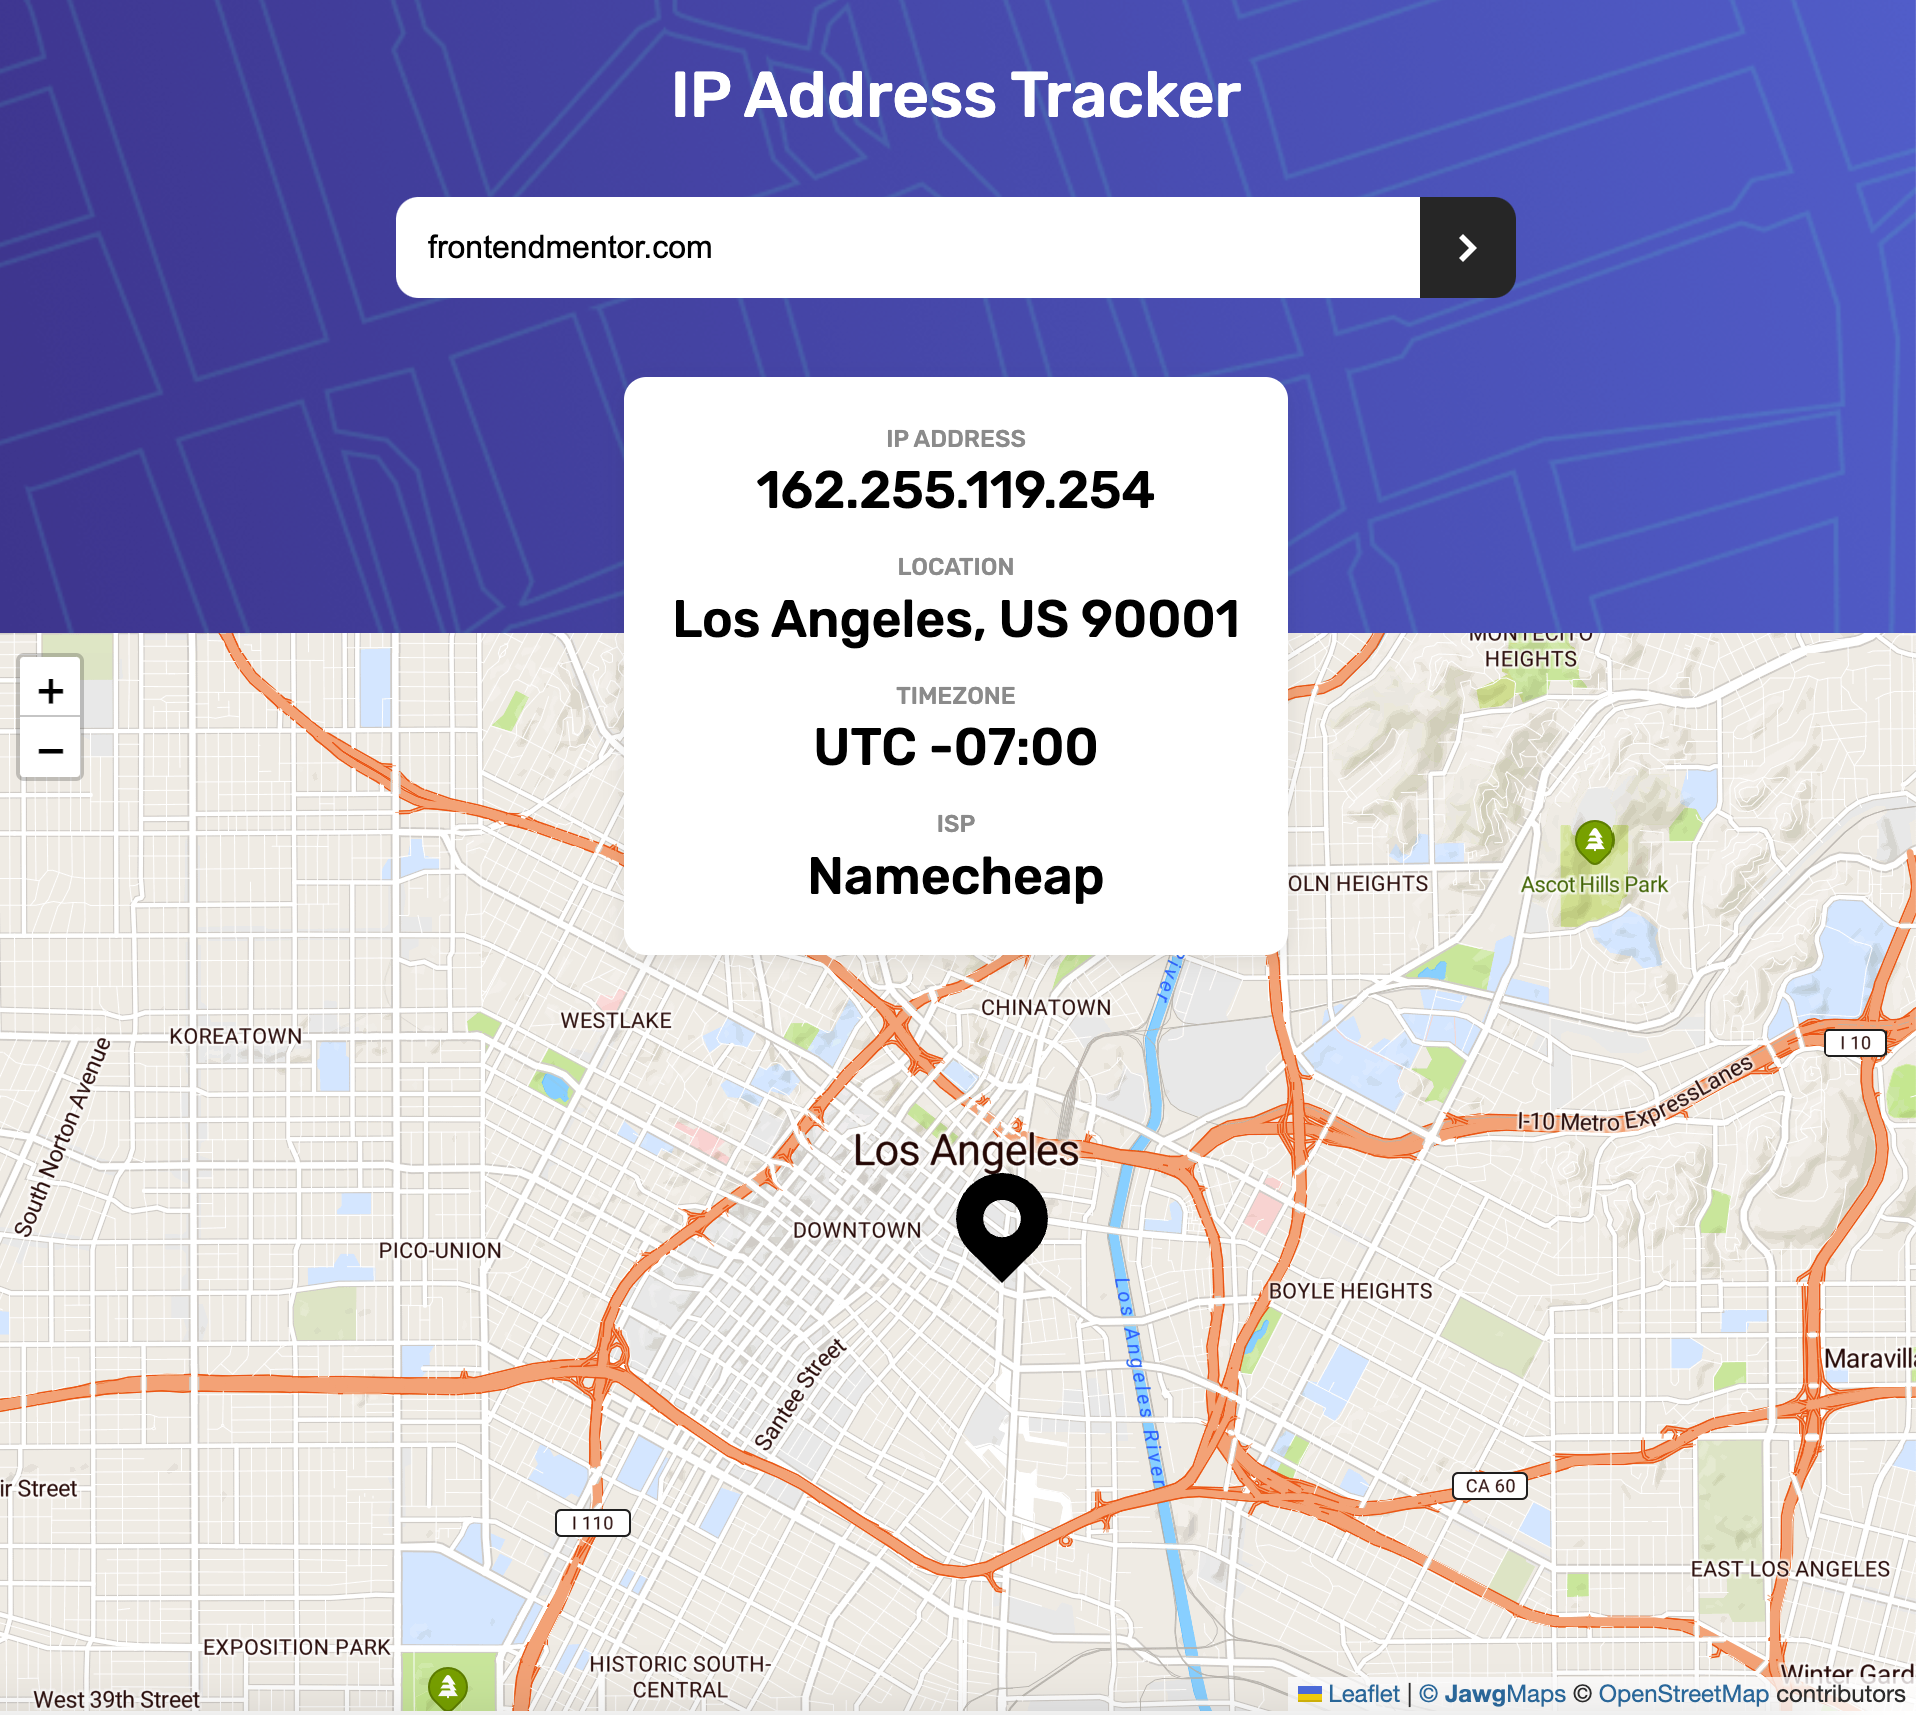 IP Address Tracker
frontendmentor.com
IP ADDRESS
162.255.119.254
LOCATION
Los Angeles, US 90001
TIMEZONE
UTC -07:00
ISP
Namecheap
+
−
MONTECITO
HEIGHTS
OLN HEIGHTS
Ascot Hills Park
River
CHINATOWN
WESTLAKE
KOREATOWN
South Norton Avenue
I 10
I-10 Metro ExpressLanes
Los Angeles
DOWNTOWN
PICO-UNION
BOYLE HEIGHTS
Los Angeles River
Santee Street
Maravilla
ir Street
CA 60
I 110
EAST LOS ANGELES
EXPOSITION PARK
HISTORIC SOUTH-
CENTRAL
Winter Gard
West 39th Street
Leaflet | © JawgMaps © OpenStreetMap contributors